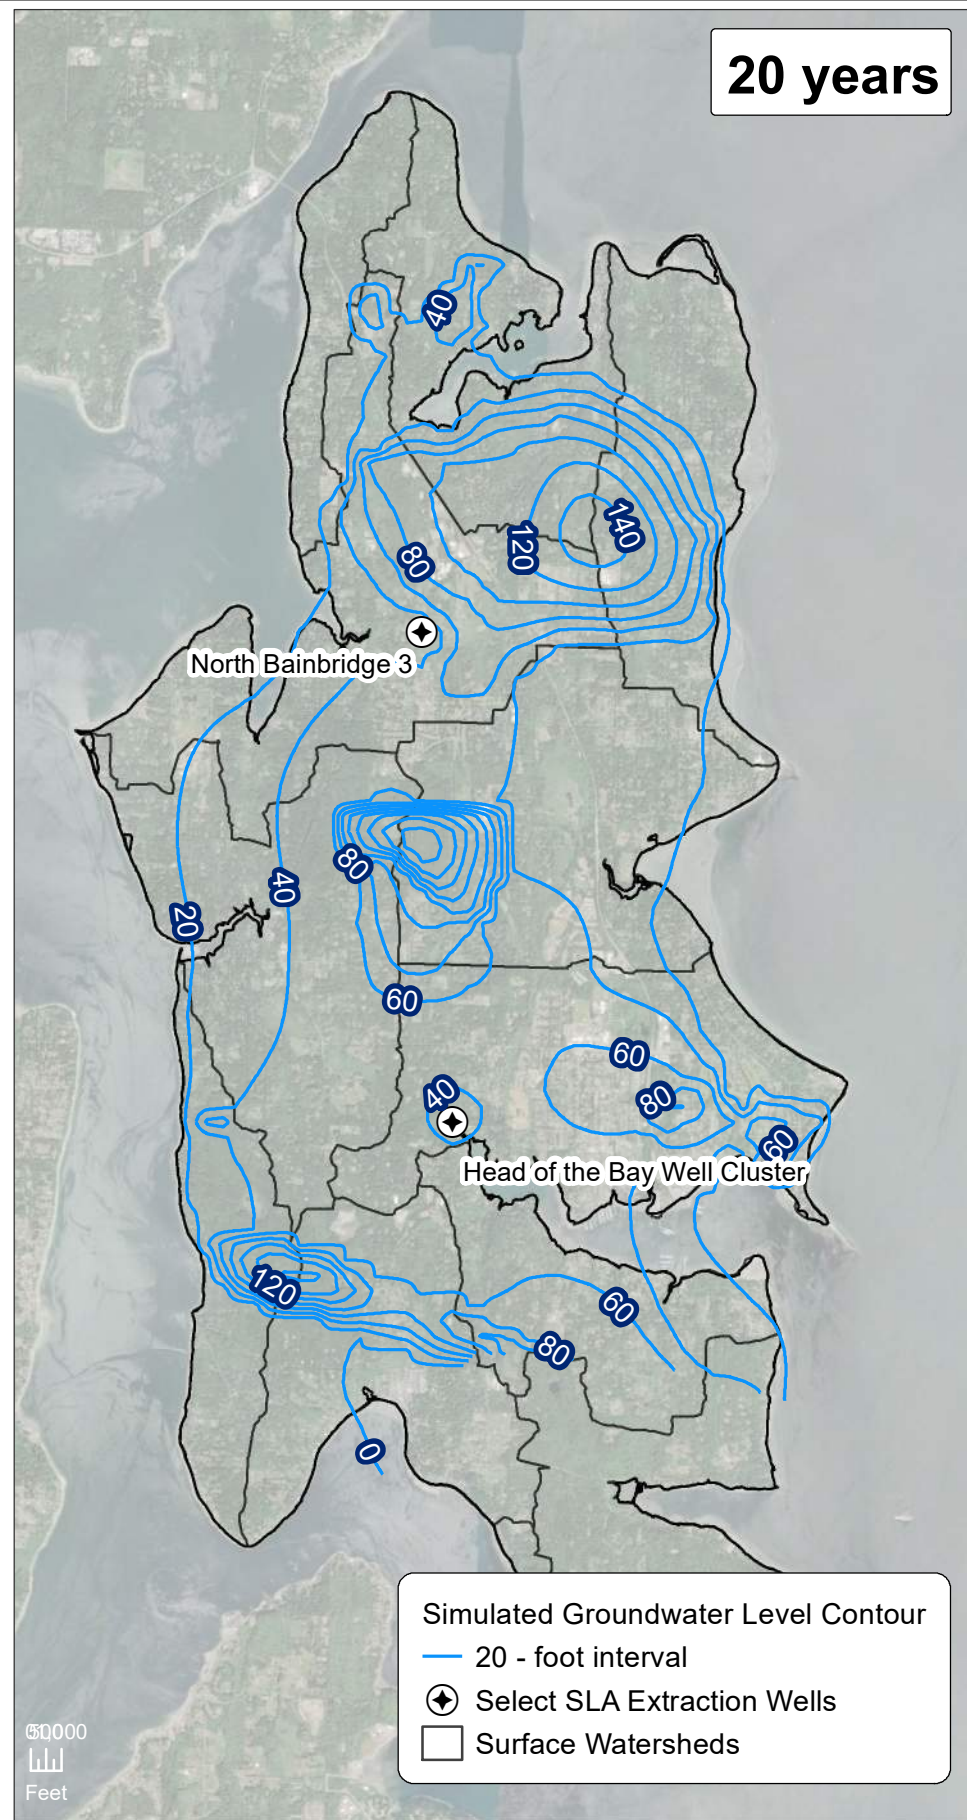 20 years
40
140
120
80
North Bainbridge 3
80
40
20
60
60
40
80
60
Head of the Bay Well Cluster
120
60
80
0
Simulated Groundwater Level Contour
20 - foot interval
Select SLA Extraction Wells
Surface Watersheds
Feet